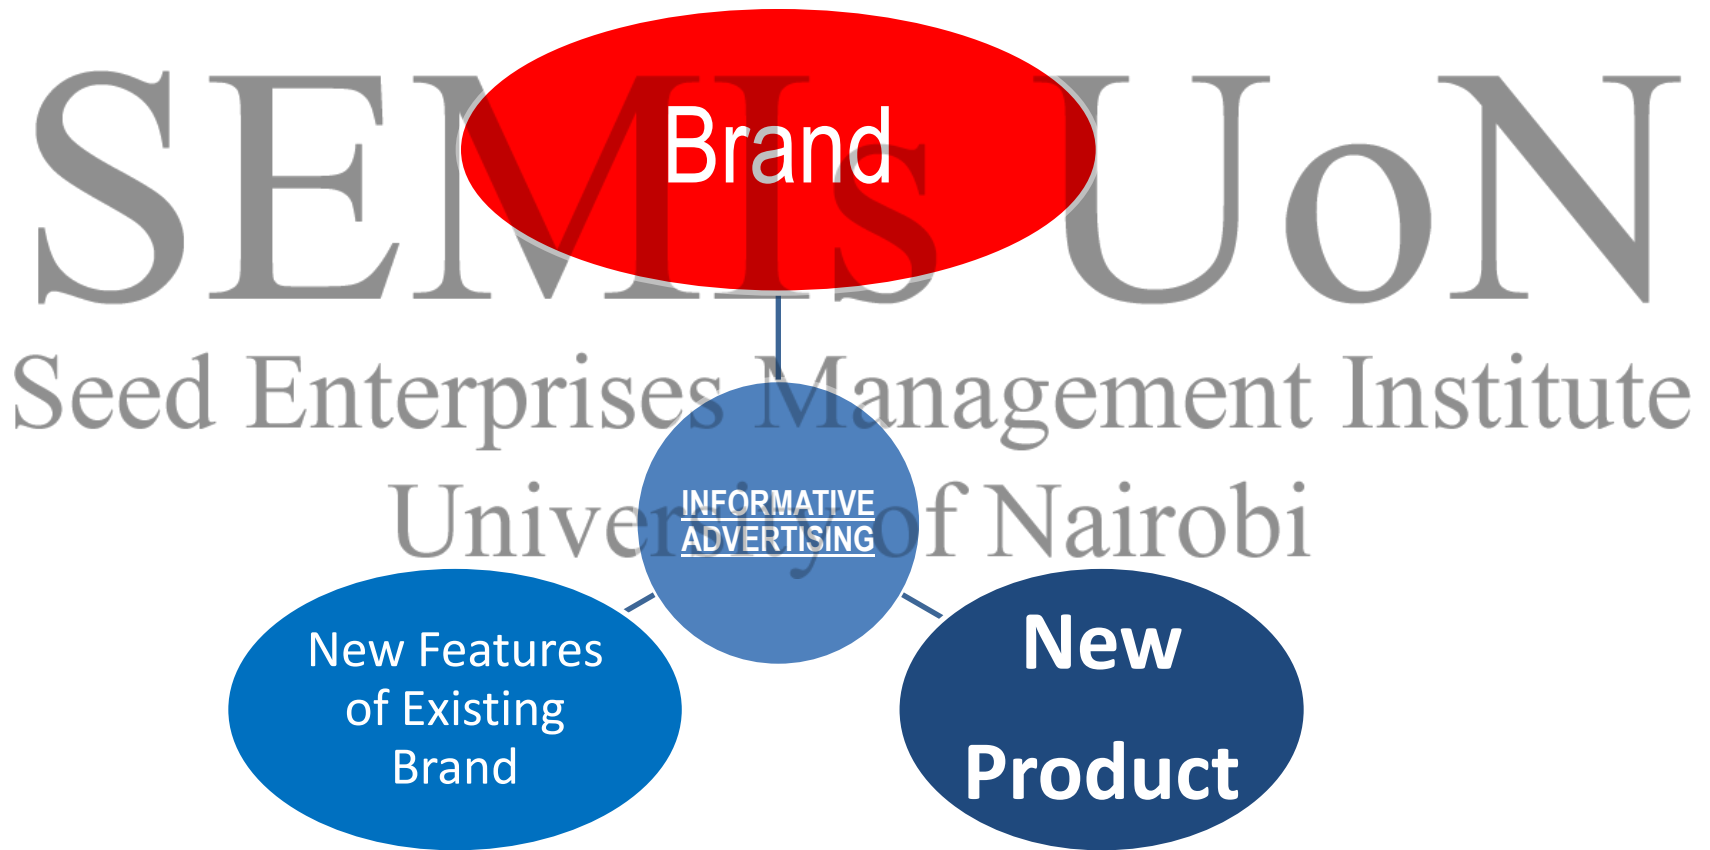 Brand
SEMIs UoN
Seed Enterprises Management Institute
University of Nairobi
INFORMATIVE
ADVERTISING
New Features
of Existing
Brand
New
Product